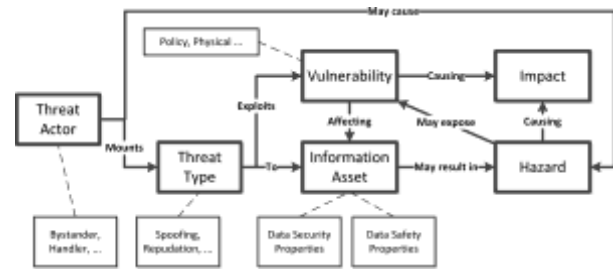 May cause
Policy, Physical ...
Vulnerability
Causing
Impact
Threat
Actor
Exploits
Affecting
May expose
Causing
Mounts
Threat
Type
To
Information
Asset
May result in
Hazard
Bystander,
Handler, ...
Spoofing,
Repudation, ...
Data Security
Properties
Data Safety
Properties